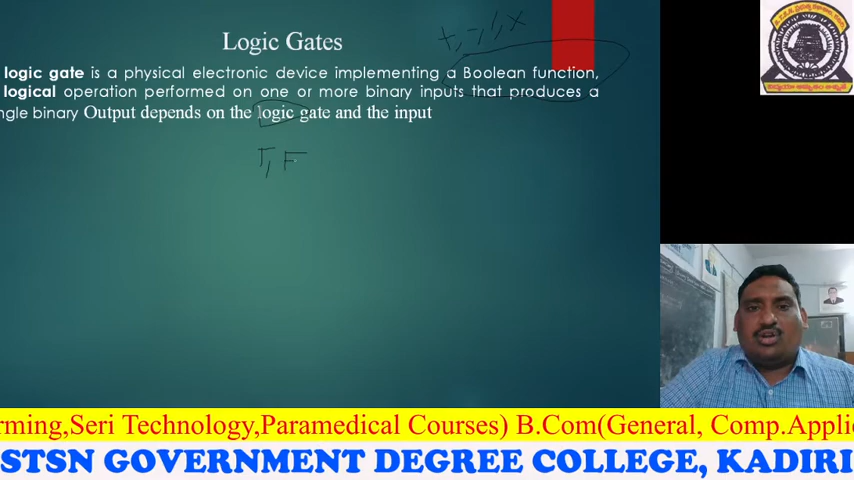 +, -, /, X
Logic Gates
logic gate is a physical electronic device implementing a Boolean function,
logical operation performed on one or more binary inputs that produces a
ngle binary Output depends on the logic gate and the input
T, F
rming,Seri Technology,Paramedical Courses) B.Com(General, Comp.Applic
STSN GOVERNMENT DEGREE COLLEGE, KADIRI